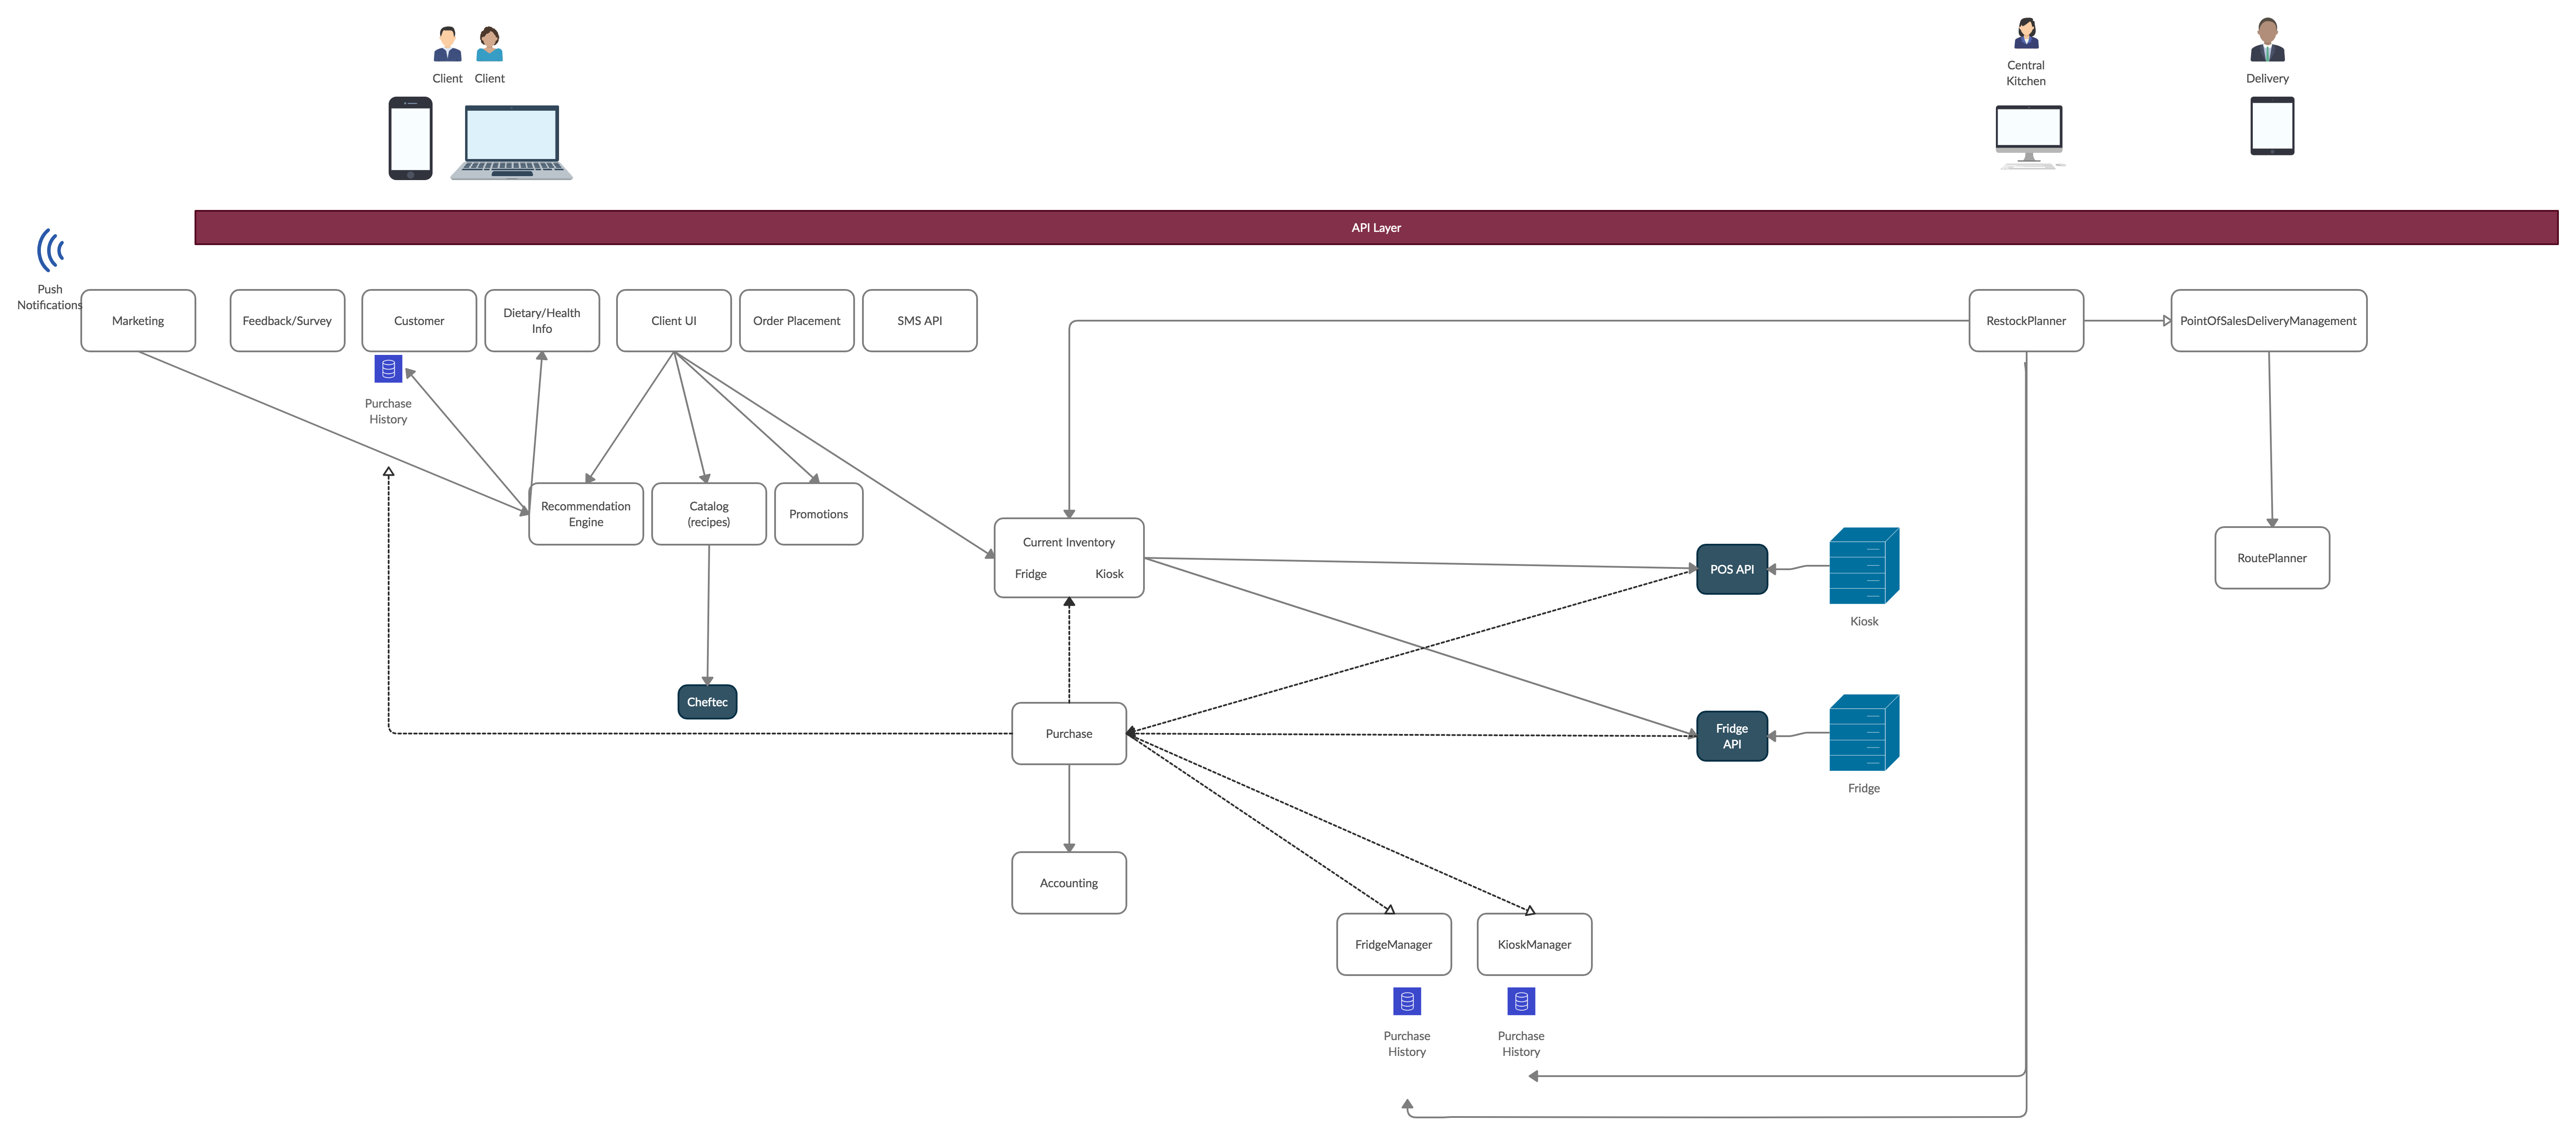 Client
Client
Central
Kitchen
Delivery
API Layer
Push
Notifications
Marketing
Feedback/Survey
Customer
Dietary/Health
Info
Client UI
Order Placement
SMS API
RestockPlanner
PointOfSalesDeliveryManagement
Purchase
History
Recommendation
Engine
Catalog
(recipes)
Promotions
Current Inventory
Fridge
Kiosk
POS API
Kiosk
RoutePlanner
Cheftec
Purchase
Fridge
API
Fridge
Accounting
FridgeManager
KioskManager
Purchase
History
Purchase
History